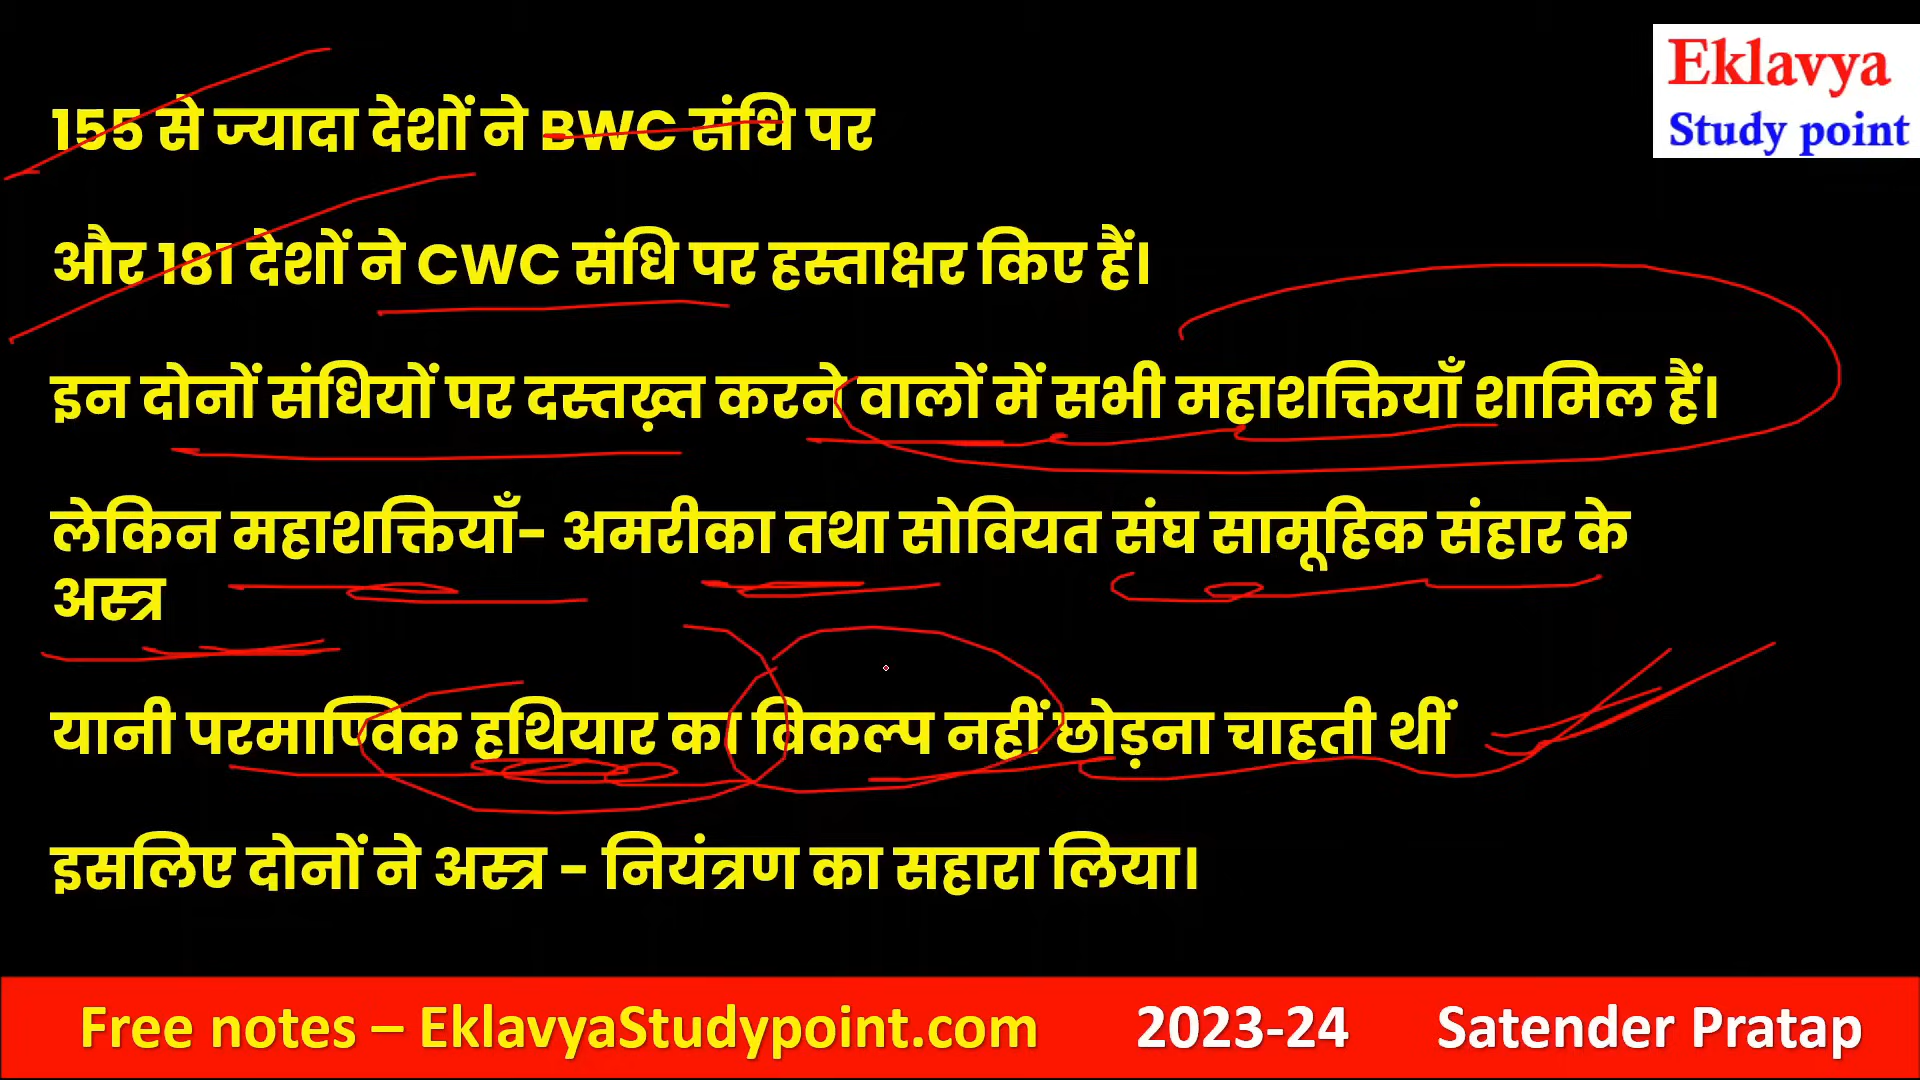 Eklavya
Study point
155 से ज्यादा देशों ने BWC संधि पर
और 181 देशों ने CWC संधि पर हस्ताक्षर किए हैं।
इन दोनों संधियों पर दस्तख़्त करने वालों में सभी महाशक्तियाँ शामिल हैं।
लेकिन महाशक्तियाँ- अमरीका तथा सोवियत संघ सामूहिक संहार के
अस्त्र
यानी परमाण्विक हथियार का विकल्प नहीं छोड़ना चाहती थीं
इसलिए दोनों ने अस्त्र - नियंत्रण का सहारा लिया।
Free notes – EklavyaStudypoint.com 2023-24 Satender Pratap